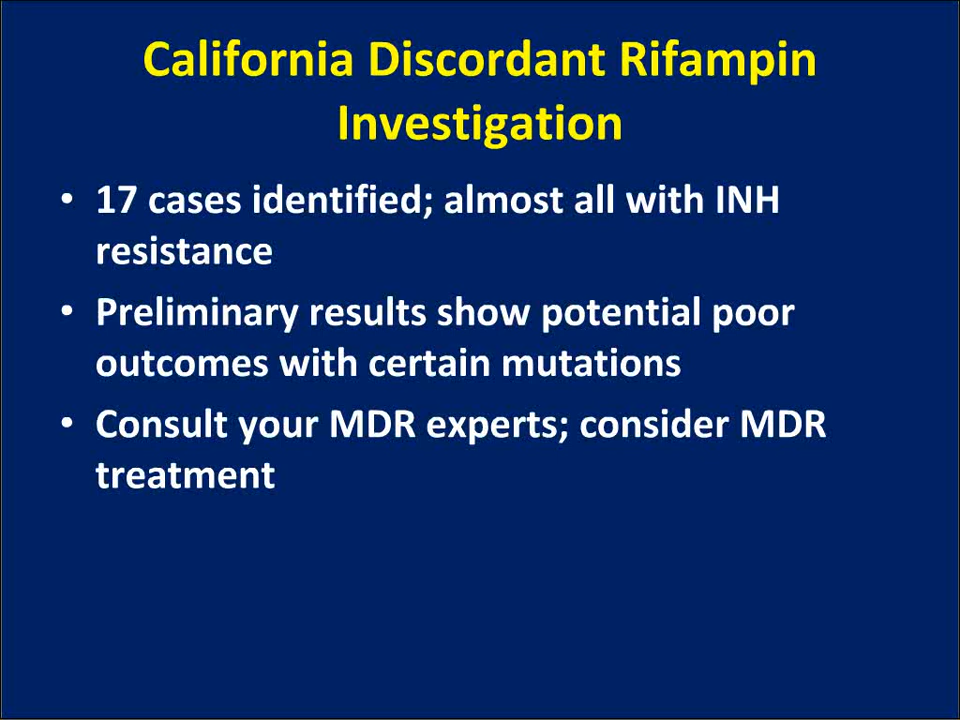 California Discordant Rifampin
Investigation
• 17 cases identified; almost all with INH
resistance
• Preliminary results show potential poor
outcomes with certain mutations
• Consult your MDR experts; consider MDR
treatment